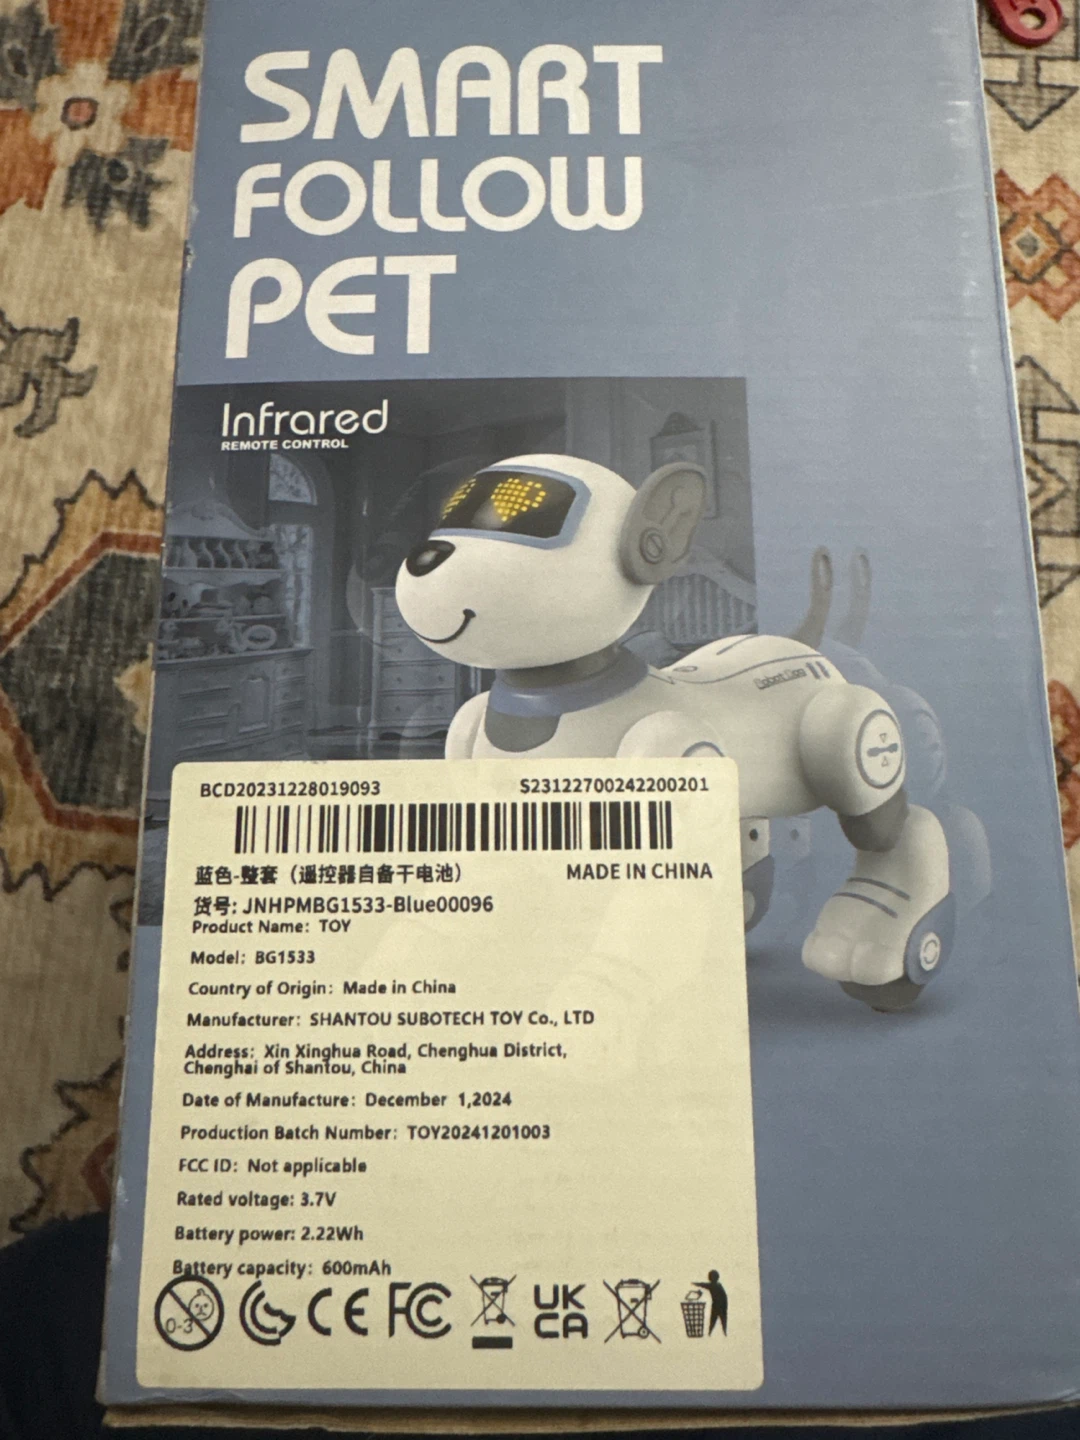 SMART
FOLLOW
PET
Infrared
REMOTE CONTROL
BCD20231228019093 S23122700242200201
蓝色-整套（遥控器自备干电池） MADE IN CHINA
货号: JNHPMBG1533-Blue00096
Product Name: TOY
Model: BG1533
Country of Origin: Made in China
Manufacturer: SHANTOU SUBOTECH TOY Co., LTD
Address: Xin Xinghua Road, Chenghua District,
Chenghai of Shantou, China
Date of Manufacture: December 1,2024
Production Batch Number: TOY20241201003
FCC ID: Not applicable
Rated voltage: 3.7V
Battery power: 2.22Wh
Battery capacity: 600mAh
0-3 CE FC UK
CA